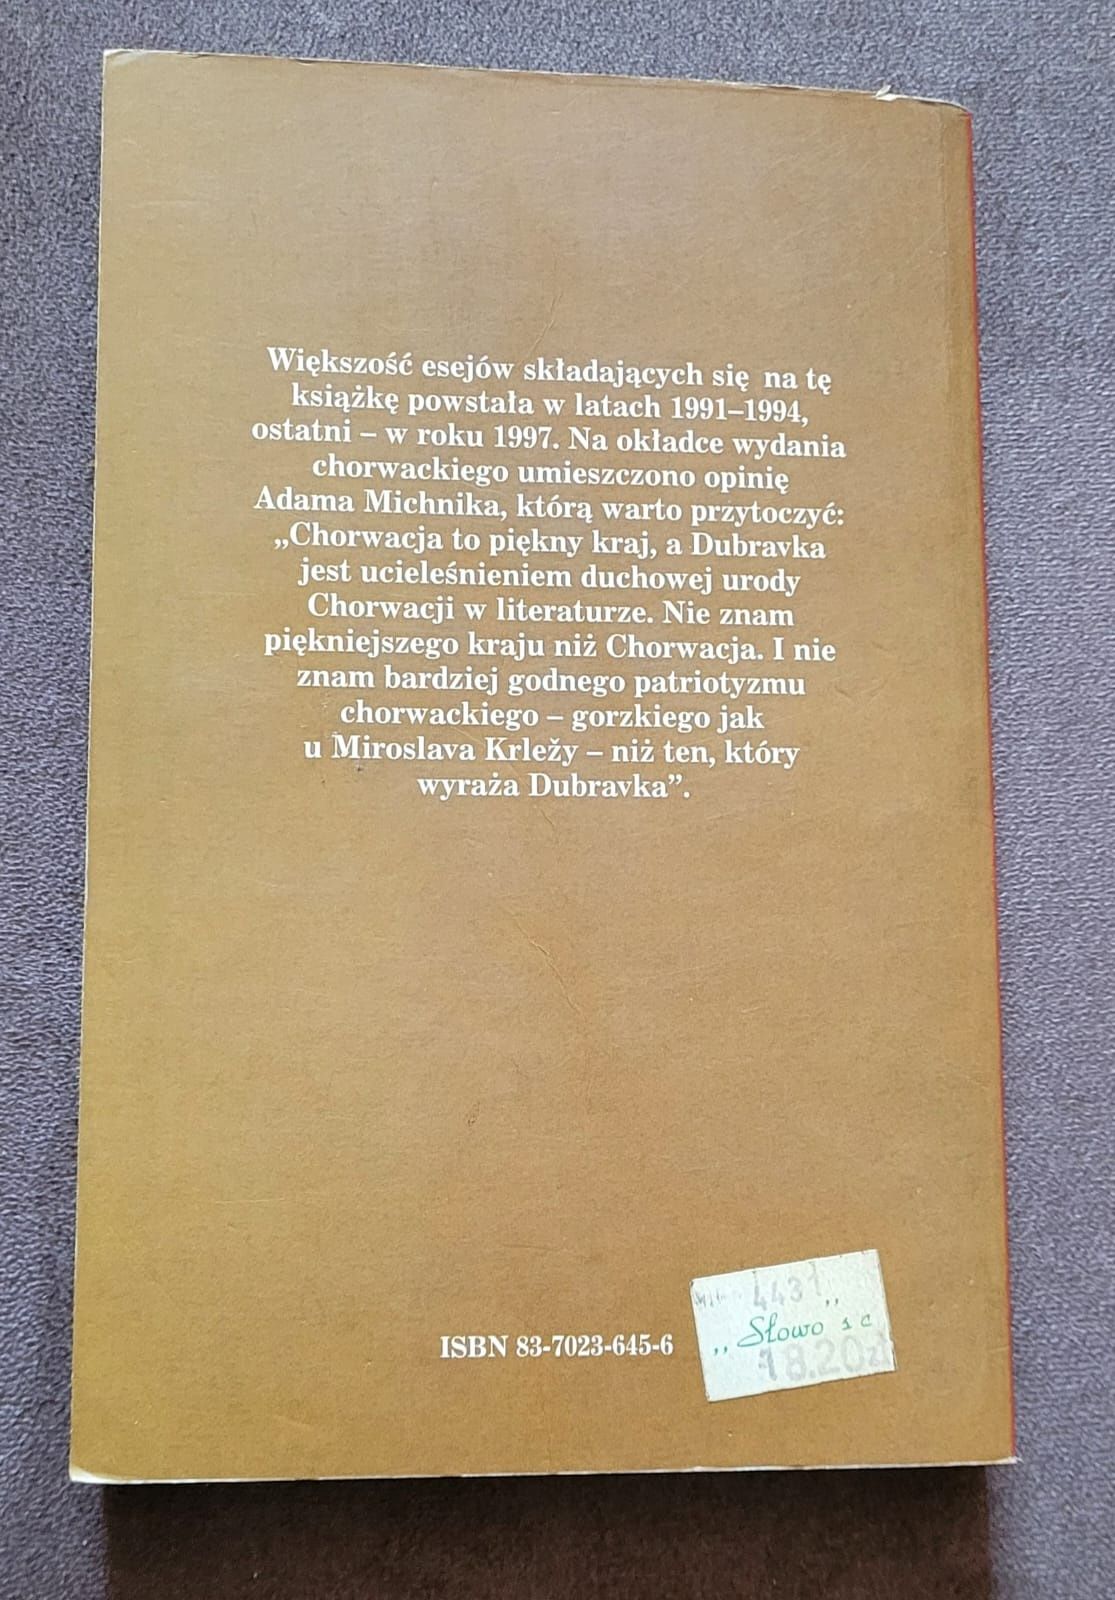 Większość esejów składających się na tę
książkę powstała w latach 1991–1994,
ostatni – w roku 1997. Na okładce wydania
chorwackiego umieszczono opinię
Adama Michnika, którą warto przytoczyć:
„Chorwacja to piękny kraj, a Dubravka
jest ucieleśnieniem duchowej urody
Chorwacji w literaturze. Nie znam
piękniejszego kraju niż Chorwacja. I nie
znam bardziej godnego patriotyzmu
chorwackiego – gorzkiego jak
u Miroslava Krležy – niż ten, który
wyraża Dubravka”.
4431
„Słowo s c
18.20zł
ISBN 83-7023-645-6